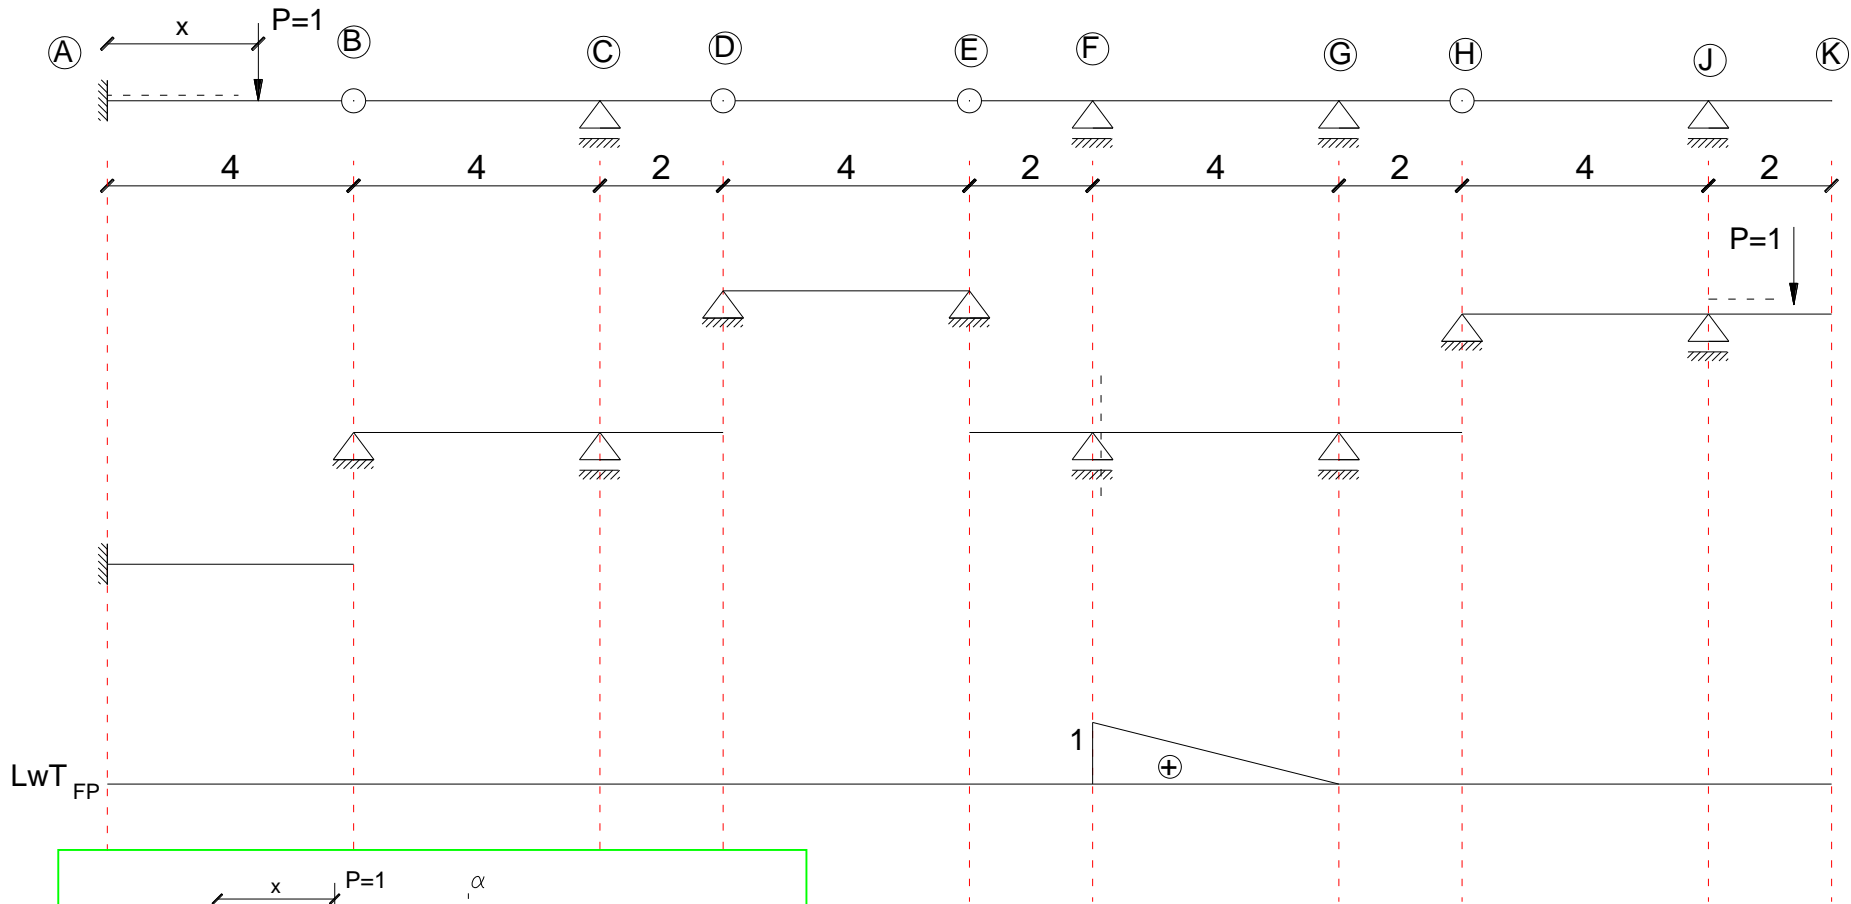 x P=1
A B C D E F G H J K
4 4 2 4 2 4 2 4 2
P=1
1 +
LwT FP
P=1 α
x